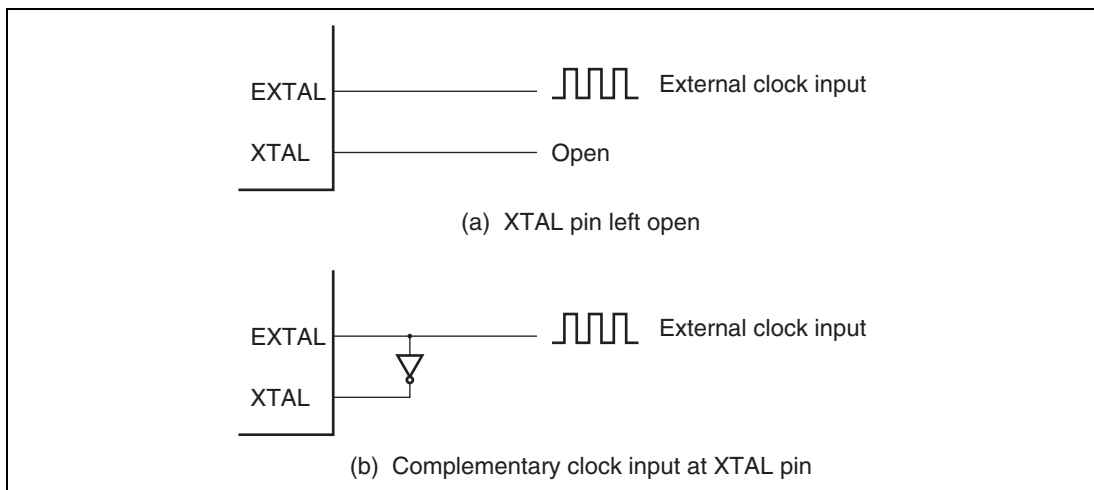 EXTAL
External clock input
XTAL
Open
(a) XTAL pin left open
EXTAL
External clock input
XTAL
(b) Complementary clock input at XTAL pin